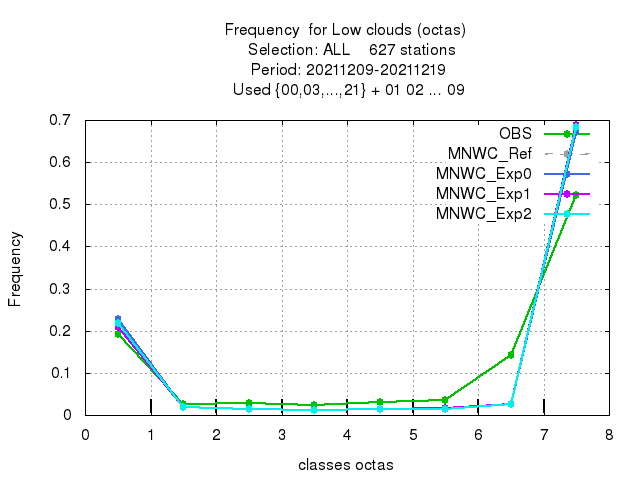 Frequency  for Low clouds (octas)
Selection: ALL    627 stations
Period: 20211209-20211219
Used {00,03,...,21} + 01 02 ... 09
0.7
0.6
0.5
0.4
0.3
0.2
0.1
0
Frequency
OBS
MNWC_Ref
MNWC_Exp0
MNWC_Exp1
MNWC_Exp2
0 1 2 3 4 5 6 7 8
classes octas